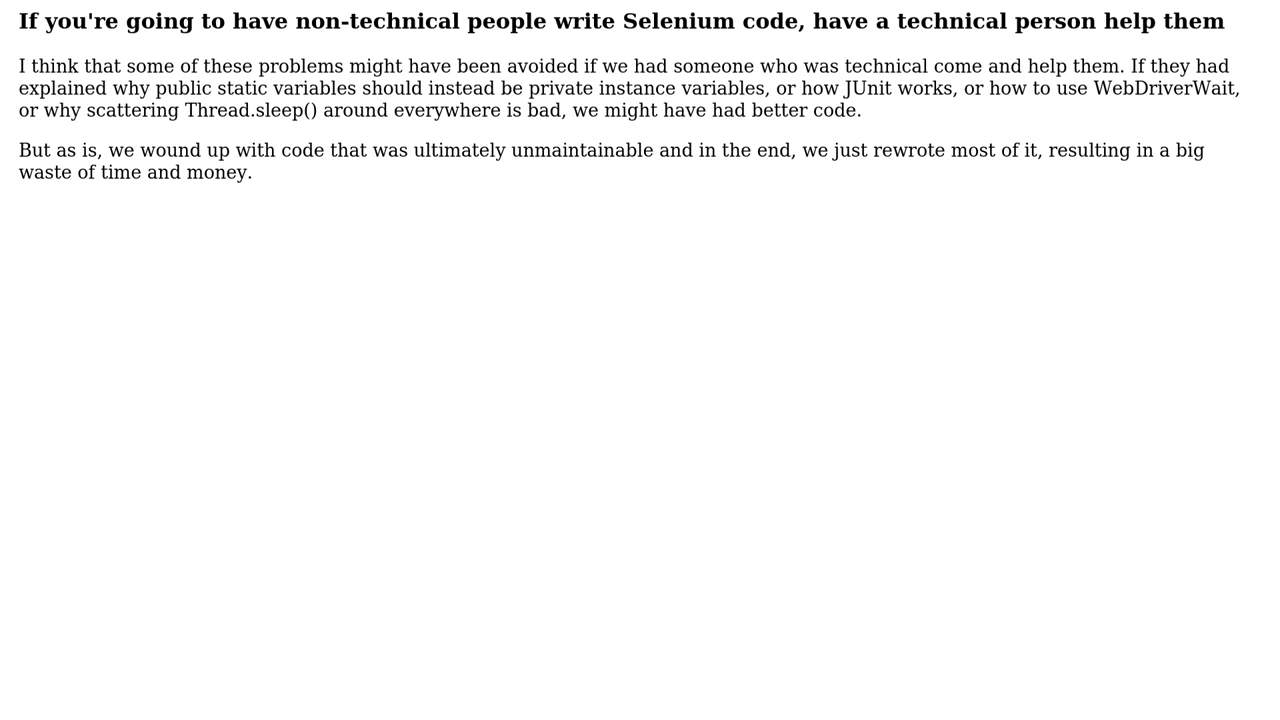 If you're going to have non-technical people write Selenium code, have a technical person help them
I think that some of these problems might have been avoided if we had someone who was technical come and help them. If they had
explained why public static variables should instead be private instance variables, or how JUnit works, or how to use WebDriverWait,
or why scattering Thread.sleep() around everywhere is bad, we might have had better code.
But as is, we wound up with code that was ultimately unmaintainable and in the end, we just rewrote most of it, resulting in a big
waste of time and money.